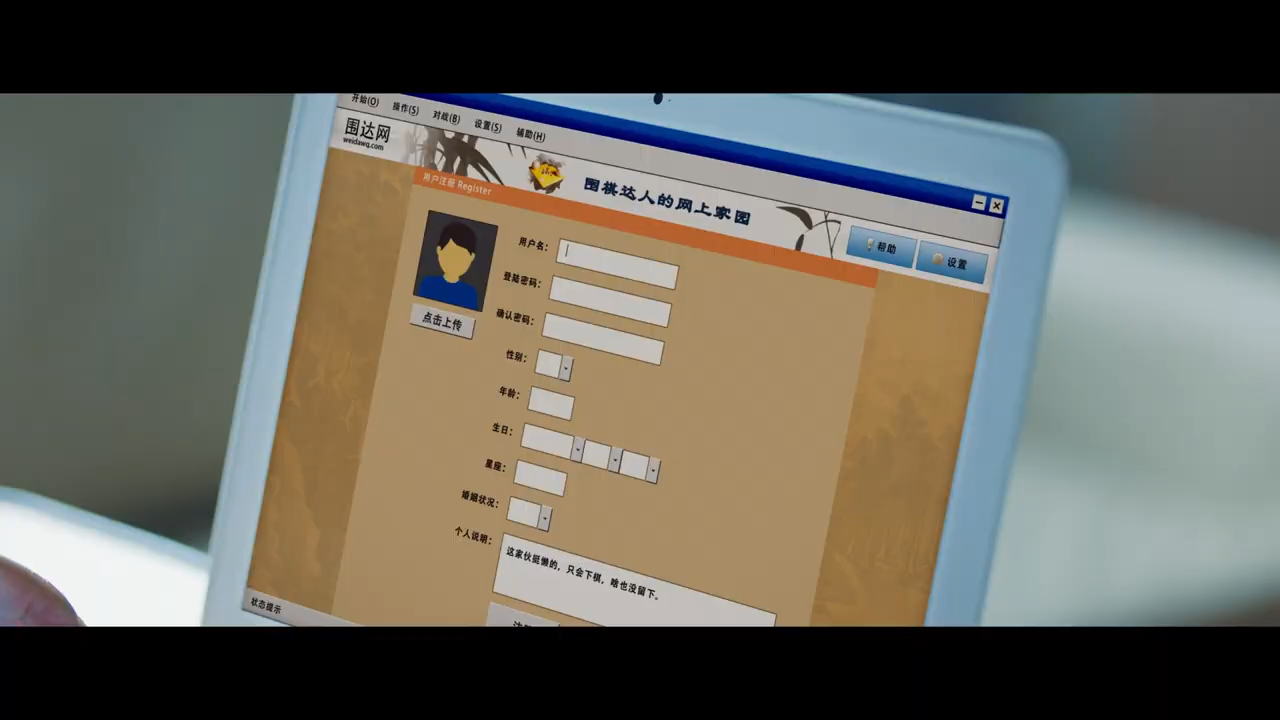 开始(O) 操作(S) 对战(B) 设置(S) 辅助(H)
围达网
weidawq.com
围棋达人的网上家园
帮助 设置
用户注册 Register
用户名：
点击上传
登陆密码：
确认密码：
性别：
年龄：
生日：
星座：
婚姻状况：
个人说明：
这家伙挺懒的，只会下棋，啥也没留下。
状态提示